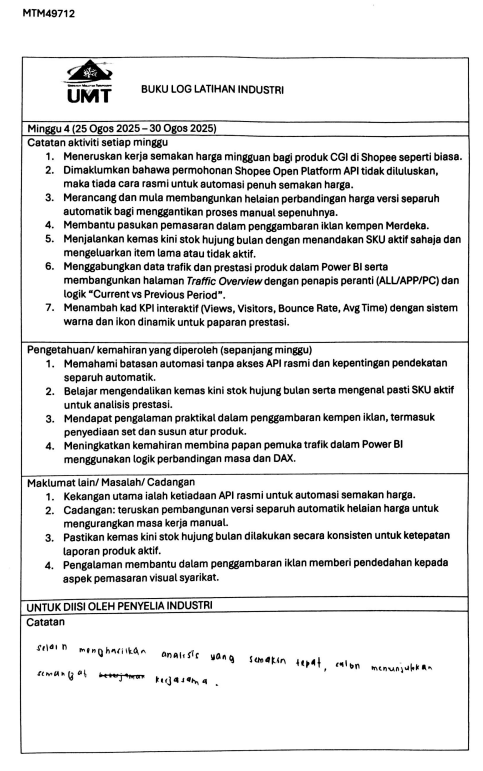 MTM49712
UMT
BUKU LOG LATIHAN INDUSTRI
Minggu 4 (25 Ogos 2025 – 30 Ogos 2025)
Catatan aktiviti setiap minggu
1. Meneruskan kerja semakan harga mingguan bagi produk CGI di Shopee seperti biasa.
2. Dimaklumkan bahawa permohonan Shopee Open Platform API tidak diluluskan,
maka tiada cara rasmi untuk automasi penuh semakan harga.
3. Merancang dan mula membangunkan helaian perbandingan harga versi separuh
automatik bagi menggantikan proses manual sepenuhnya.
4. Membantu pasukan pemasaran dalam penggambaran iklan kempen Merdeka.
5. Menjalankan kemas kini stok hujung bulan dengan menandakan SKU aktif sahaja dan
mengeluarkan item lama atau tidak aktif.
6. Menggabungkan data trafik dan prestasi produk dalam Power BI serta
membangunkan halaman Traffic Overview dengan penapis peranti (ALL/APP/PC) dan
logik “Current vs Previous Period”.
7. Menambah kad KPI interaktif (Views, Visitors, Bounce Rate, Avg Time) dengan sistem
warna dan ikon dinamik untuk paparan prestasi.
Pengetahuan/ kemahiran yang diperoleh (sepanjang minggu)
1. Memahami batasan automasi tanpa akses API rasmi dan kepentingan pendekatan
separuh automatik.
2. Belajar mengendalikan kemas kini stok hujung bulan serta mengenal pasti SKU aktif
untuk analisis prestasi.
3. Mendapat pengalaman praktikal dalam penggambaran kempen iklan, termasuk
penyediaan set dan susun atur produk.
4. Meningkatkan kemahiran membina papan pemuka trafik dalam Power BI
menggunakan logik perbandingan masa dan DAX.
Maklumat lain/ Masalah/ Cadangan
1. Kekangan utama ialah ketiadaan API rasmi untuk automasi semakan harga.
2. Cadangan: teruskan pembangunan versi separuh automatik helaian harga untuk
mengurangkan masa kerja manual.
3. Pastikan kemas kini stok hujung bulan dilakukan secara konsisten untuk ketepatan
laporan produk aktif.
4. Pengalaman membantu dalam penggambaran iklan memberi pendedahan kepada
aspek pemasaran visual syarikat.
UNTUK DIISI OLEH PENYELIA INDUSTRI
Catatan
selain menghasilkan analisis yang semakin tepat, calon menunjukkan
semangat kerjasama.